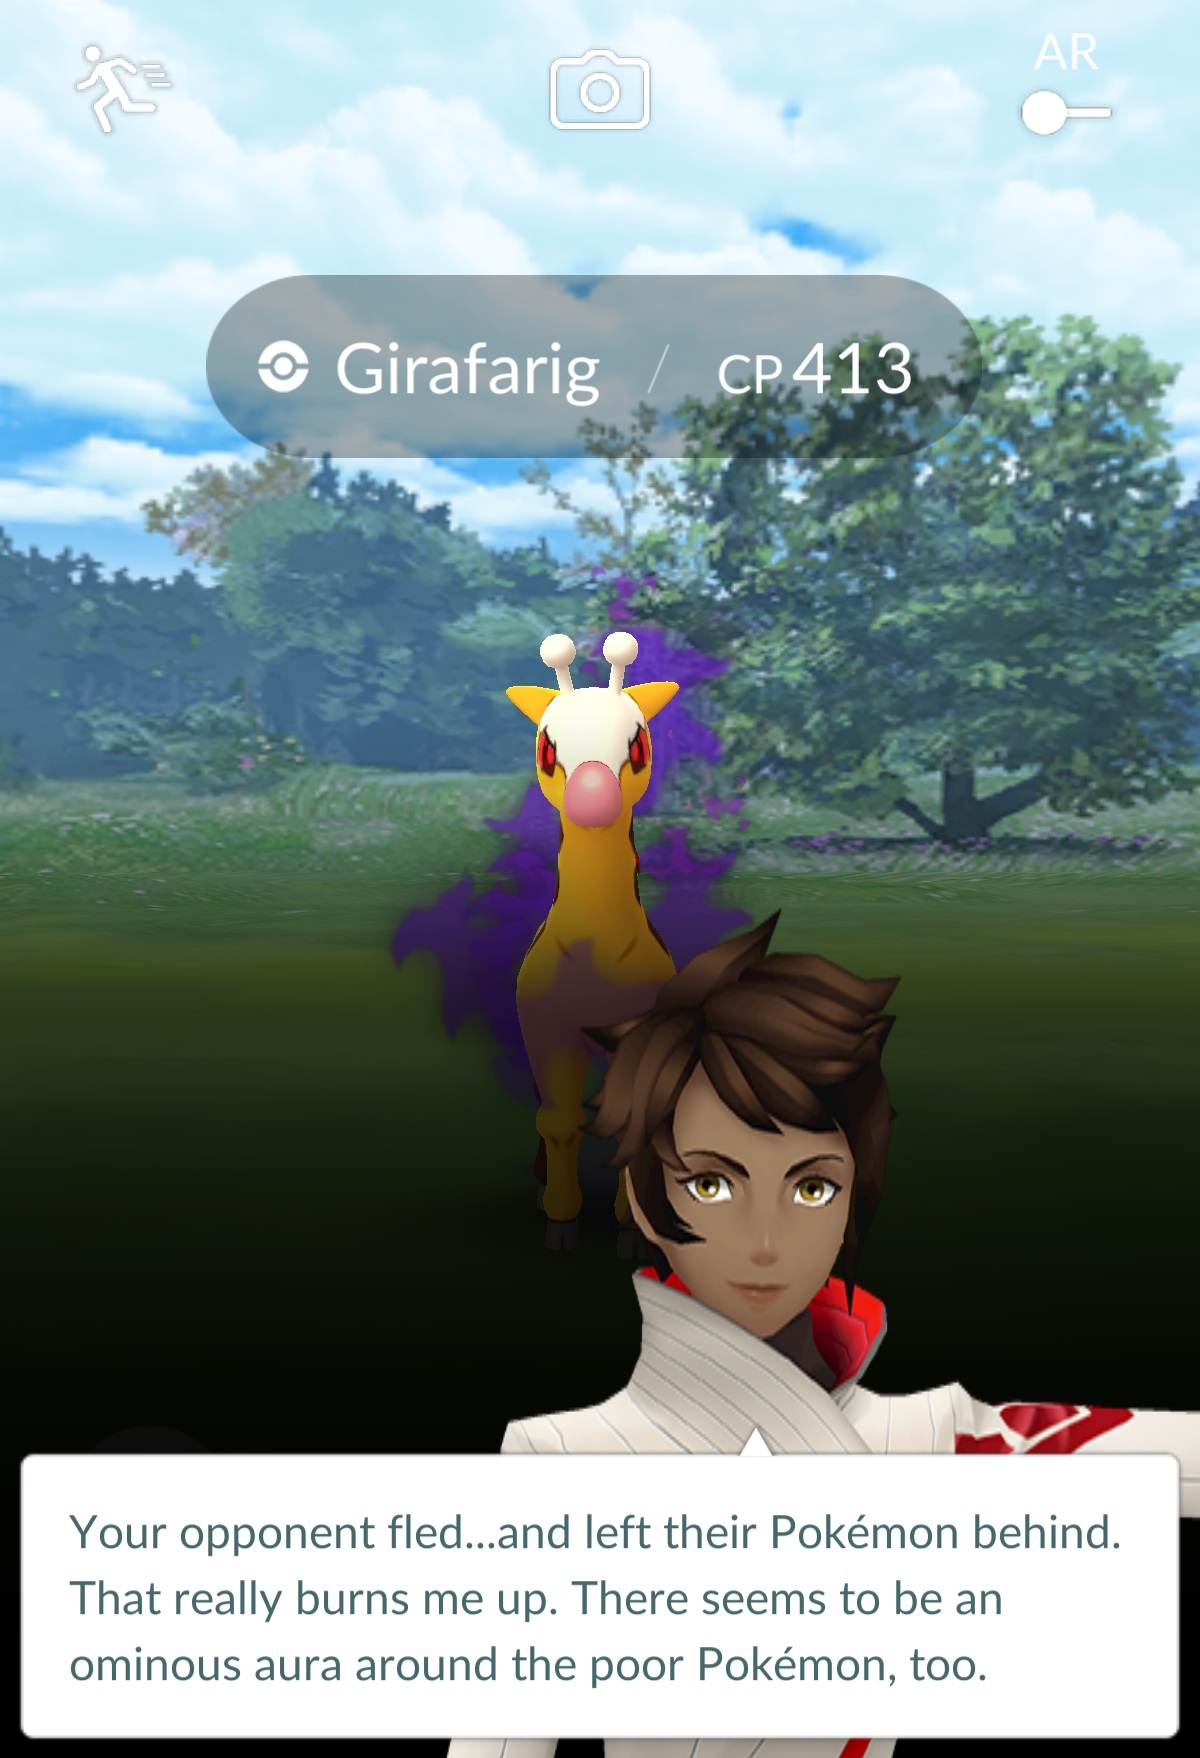 AR
Girafarig / CP413
Your opponent fled...and left their Pokémon behind.
That really burns me up. There seems to be an
ominous aura around the poor Pokémon, too.